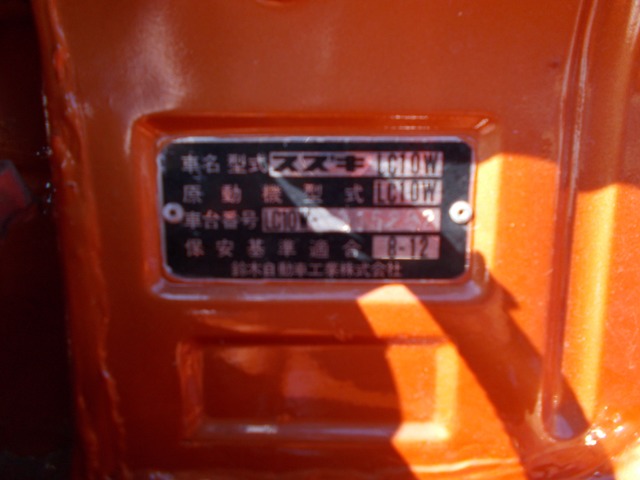 車名型式 スズキ LC10W
原動機型式 LC10W
車台番号 LC10W-
保安基準適合 8-12
鈴木自動車工業株式会社